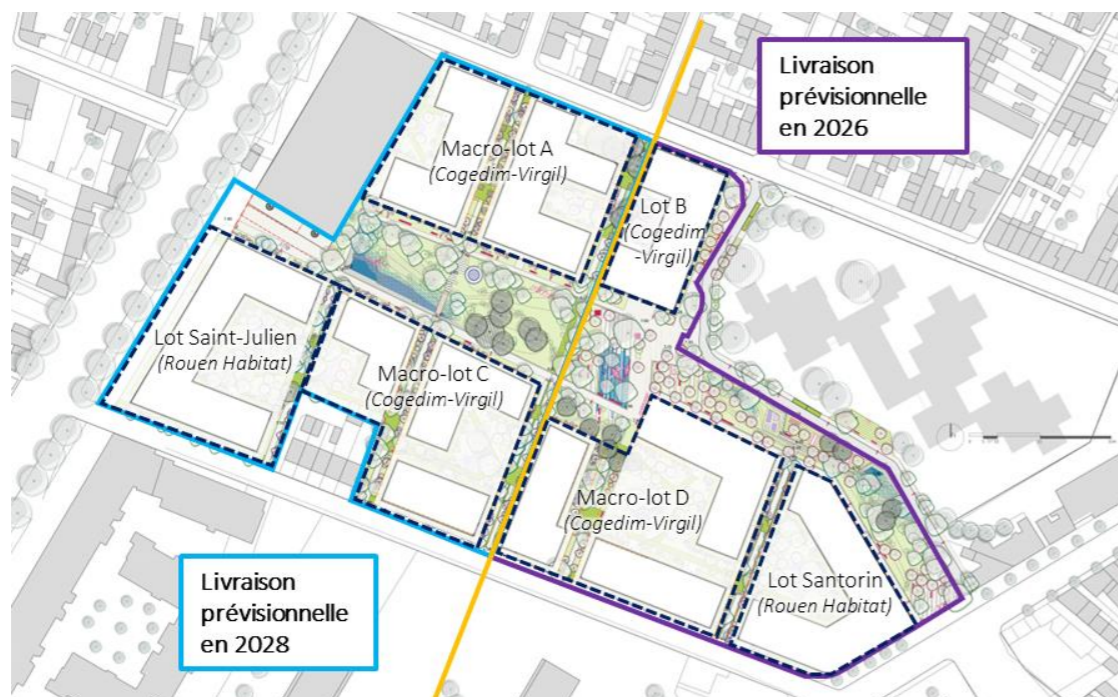 Livraison
prévisionnelle
en 2026
Macro-lot A
(Cogedim-Virgil)
Lot B
(Cogedim
-Virgil)
Lot Saint-Julien
(Rouen Habitat)
Macro-lot C
(Cogedim-Virgil)
Macro-lot D
(Cogedim-Virgil)
Lot Santorin
(Rouen Habitat)
Livraison
prévisionnelle
en 2028